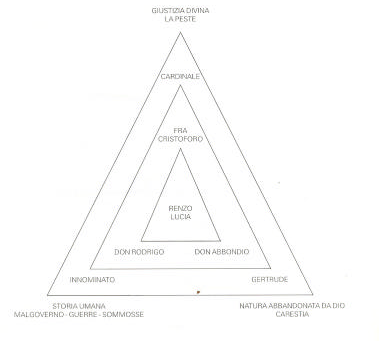 GIUSTIZIA DIVINA
LA PESTE
CARDINALE
FRA
CRISTOFORO
RENZO
LUCIA
DON RODRIGO DON ABBONDIO
INNOMINATO GERTRUDE
STORIA UMANA
MALGOVERNO - GUERRE - SOMMOSSE
NATURA ABBANDONATA DA DIO
CARESTIA